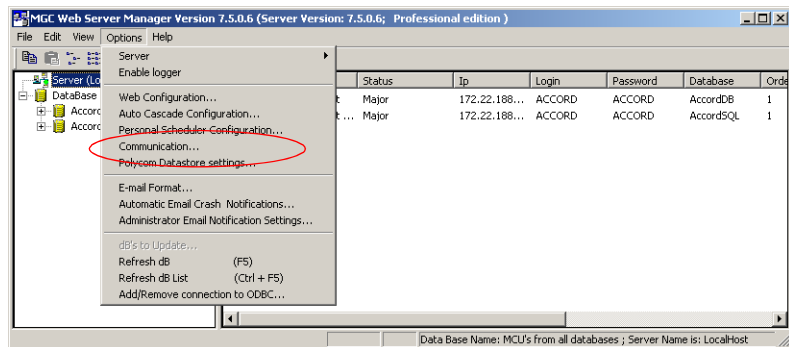 MGC Web Server Manager Version 7.5.0.6 (Server Version: 7.5.0.6;  Professional edition )
File Edit View Options Help
Server
Enable logger
Web Configuration...
Auto Cascade Configuration...
Personal Scheduler Configuration...
Communication...
Polycom Datastore settings...
E-mail Format...
Automatic Email Crash  Notifications...
Administrator Email Notification Settings...
dB's to Update...
Refresh dB (F5)
Refresh dB List (Ctrl + F5)
Add/Remove connection to ODBC...
Server (Lo
DataBase
Accord
Accord
Status Ip Login Password Database Orde
t Major 172.22.188... ACCORD ACCORD AccordDB 1
t ... Major 172.22.188... ACCORD ACCORD AccordSQL 1
Data Base Name: MCU's from all databases ; Server Name is: LocalHost